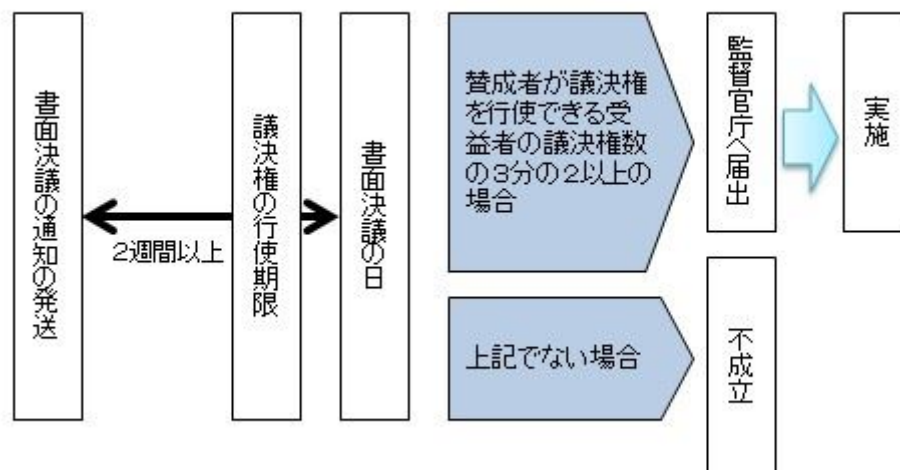 書面決議の通知の発送
2週間以上
議決権の行使期限
書面決議の日
賛成者が議決権
を行使できる受
益者の議決権数
の3分の2以上の
場合
監督官庁へ届出
実施
上記でない場合
不成立